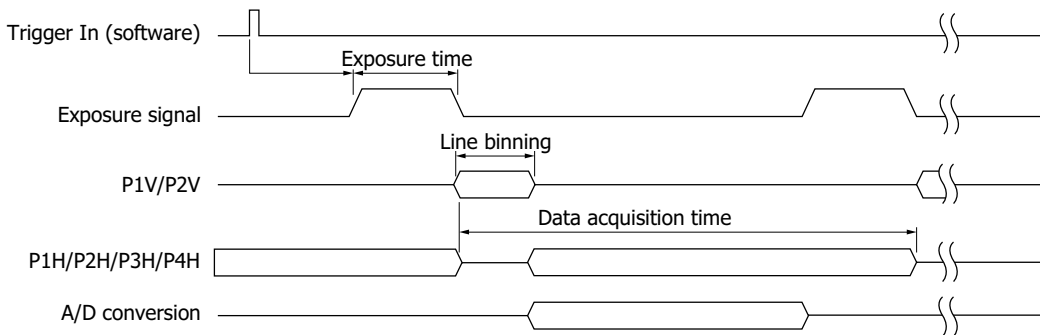 Trigger In (software)
Exposure time
Exposure signal
Line binning
P1V/P2V
Data acquisition time
P1H/P2H/P3H/P4H
A/D conversion